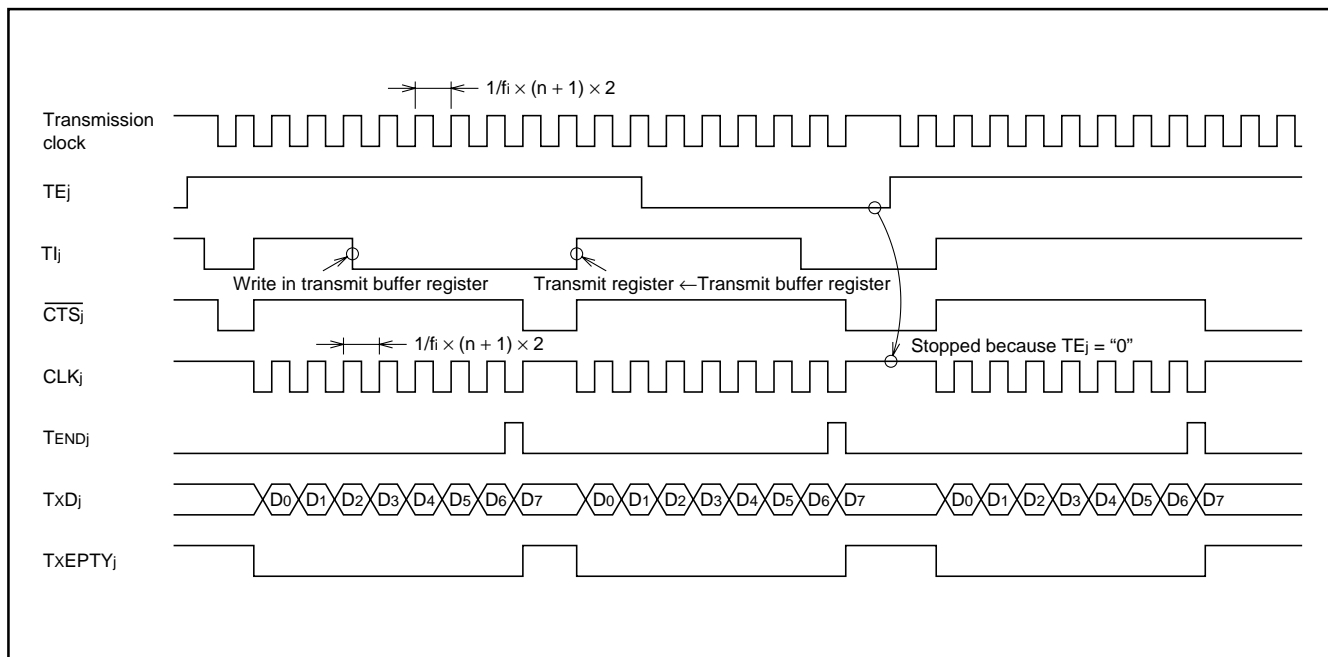 1/fi × (n + 1) × 2
Transmission
clock
TEj
TIj
Write in transmit buffer register
Transmit register ←Transmit buffer register
CTSj
1/fi × (n + 1) × 2
Stopped because TEj = “0”
CLKj
TENDj
TxDj
D0 D1 D2 D3 D4 D5 D6 D7 D0 D1 D2 D3 D4 D5 D6 D7 D0 D1 D2 D3 D4 D5 D6 D7
TXEPTYj